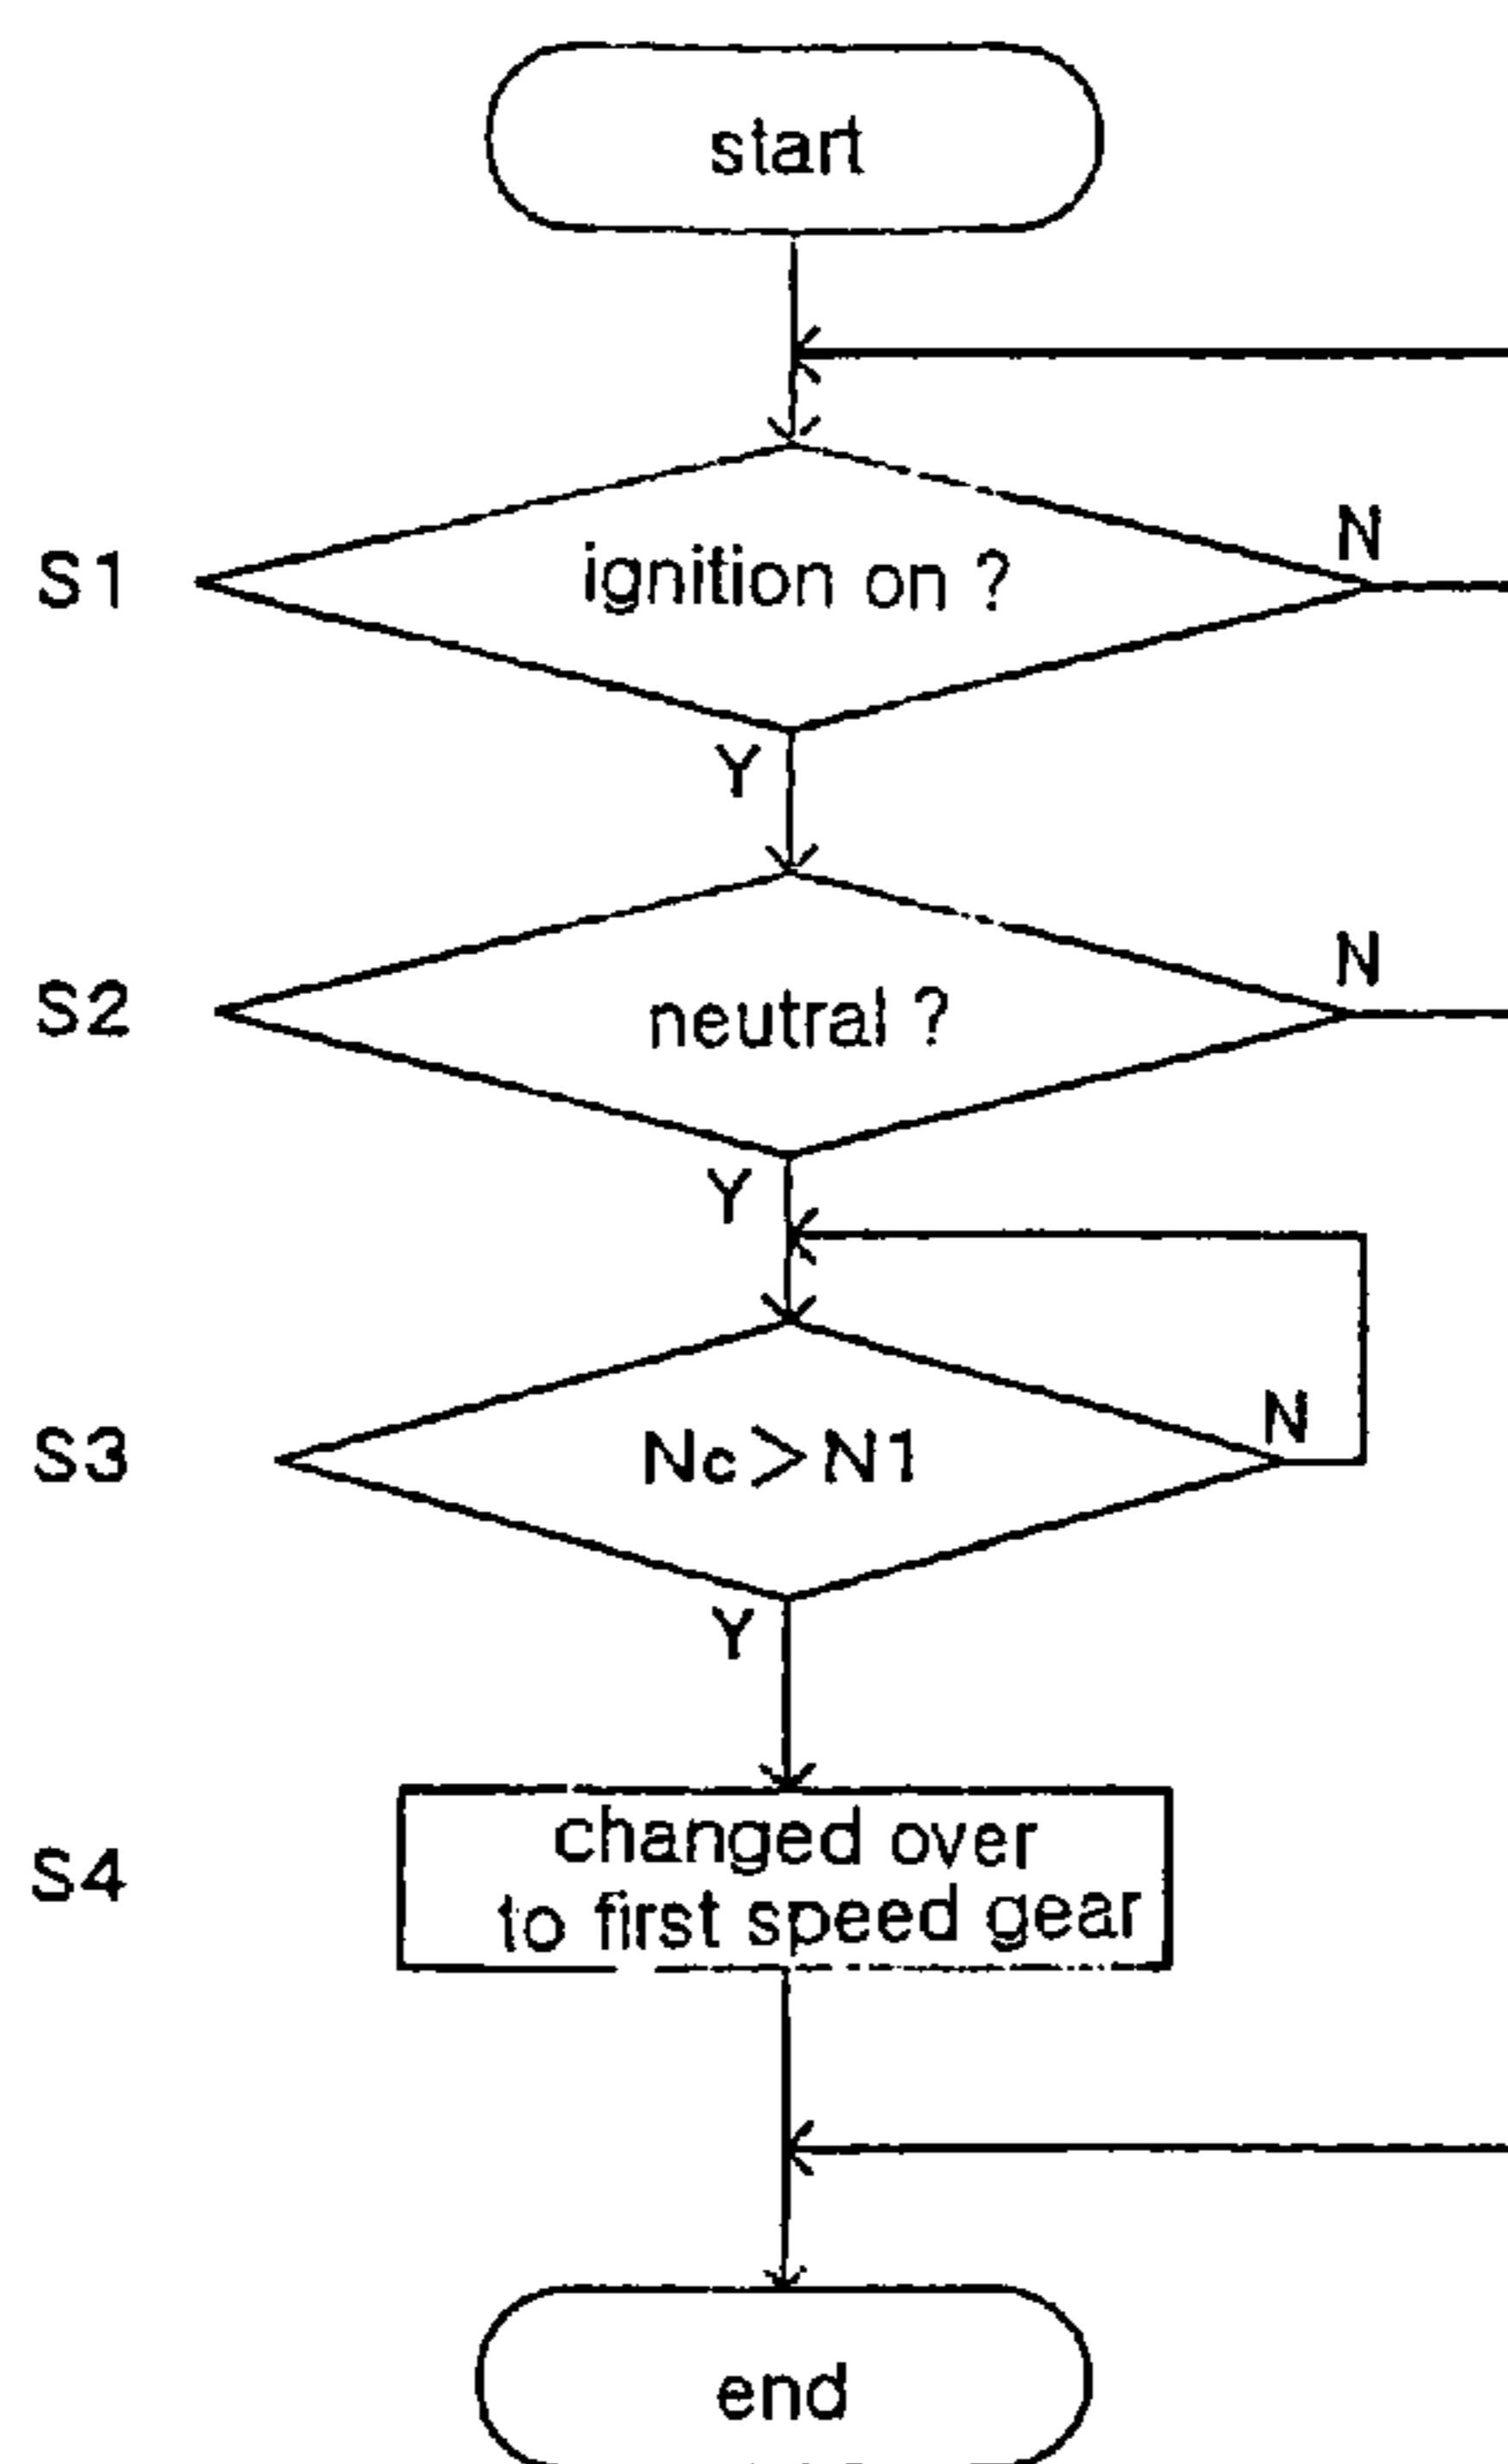 start
N
S1
ignition on ?
Y
N
S2
neutral ?
Y
N
S3
Nc>N1
Y
changed over
S4
to first speed gear
end